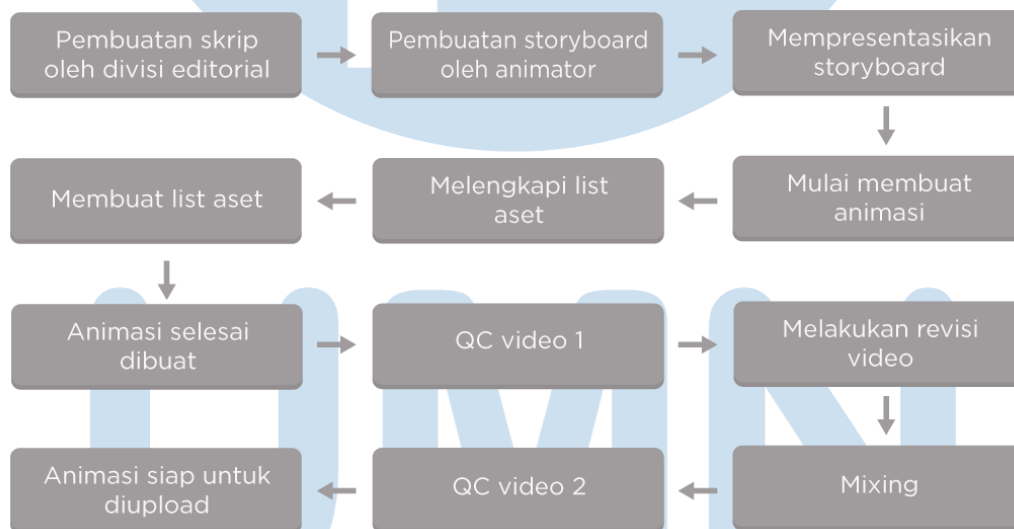 Pembuatan skrip
oleh divisi editorial
Pembuatan storyboard
oleh animator
Mempresentasikan
storyboard
Mulai membuat
animasi
Melengkapi list
aset
Membuat list aset
Animasi selesai
dibuat
QC video 1
Melakukan revisi
video
Mixing
QC video 2
Animasi siap untuk
diupload
UMN